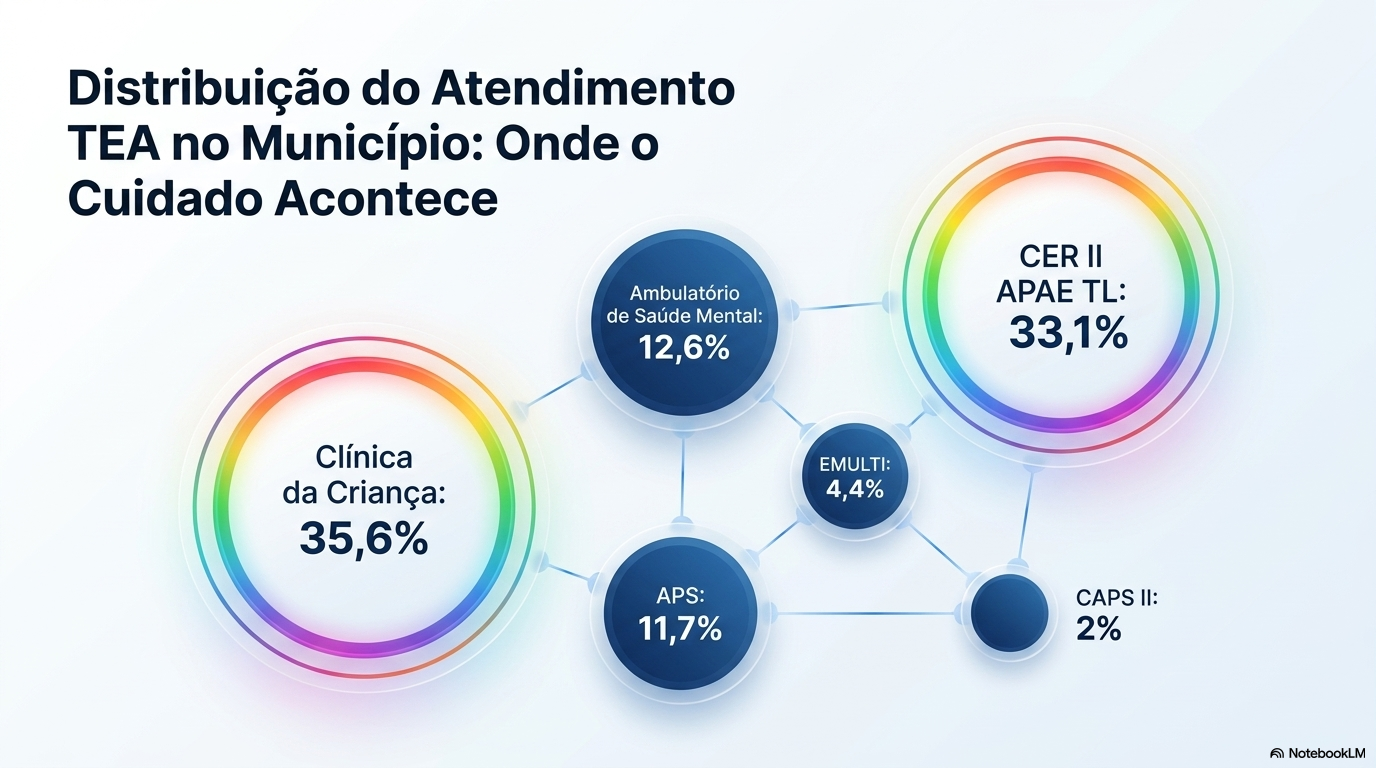 Distribuição do Atendimento
TEA no Município: Onde o
Cuidado Acontece
CER II
APAE TL:
33,1%
Ambulatório
de Saúde Mental:
12,6%
Clínica
da Criança:
35,6%
EMULTI:
4,4%
APS:
11,7%
CAPS II:
2%
NotebookLM